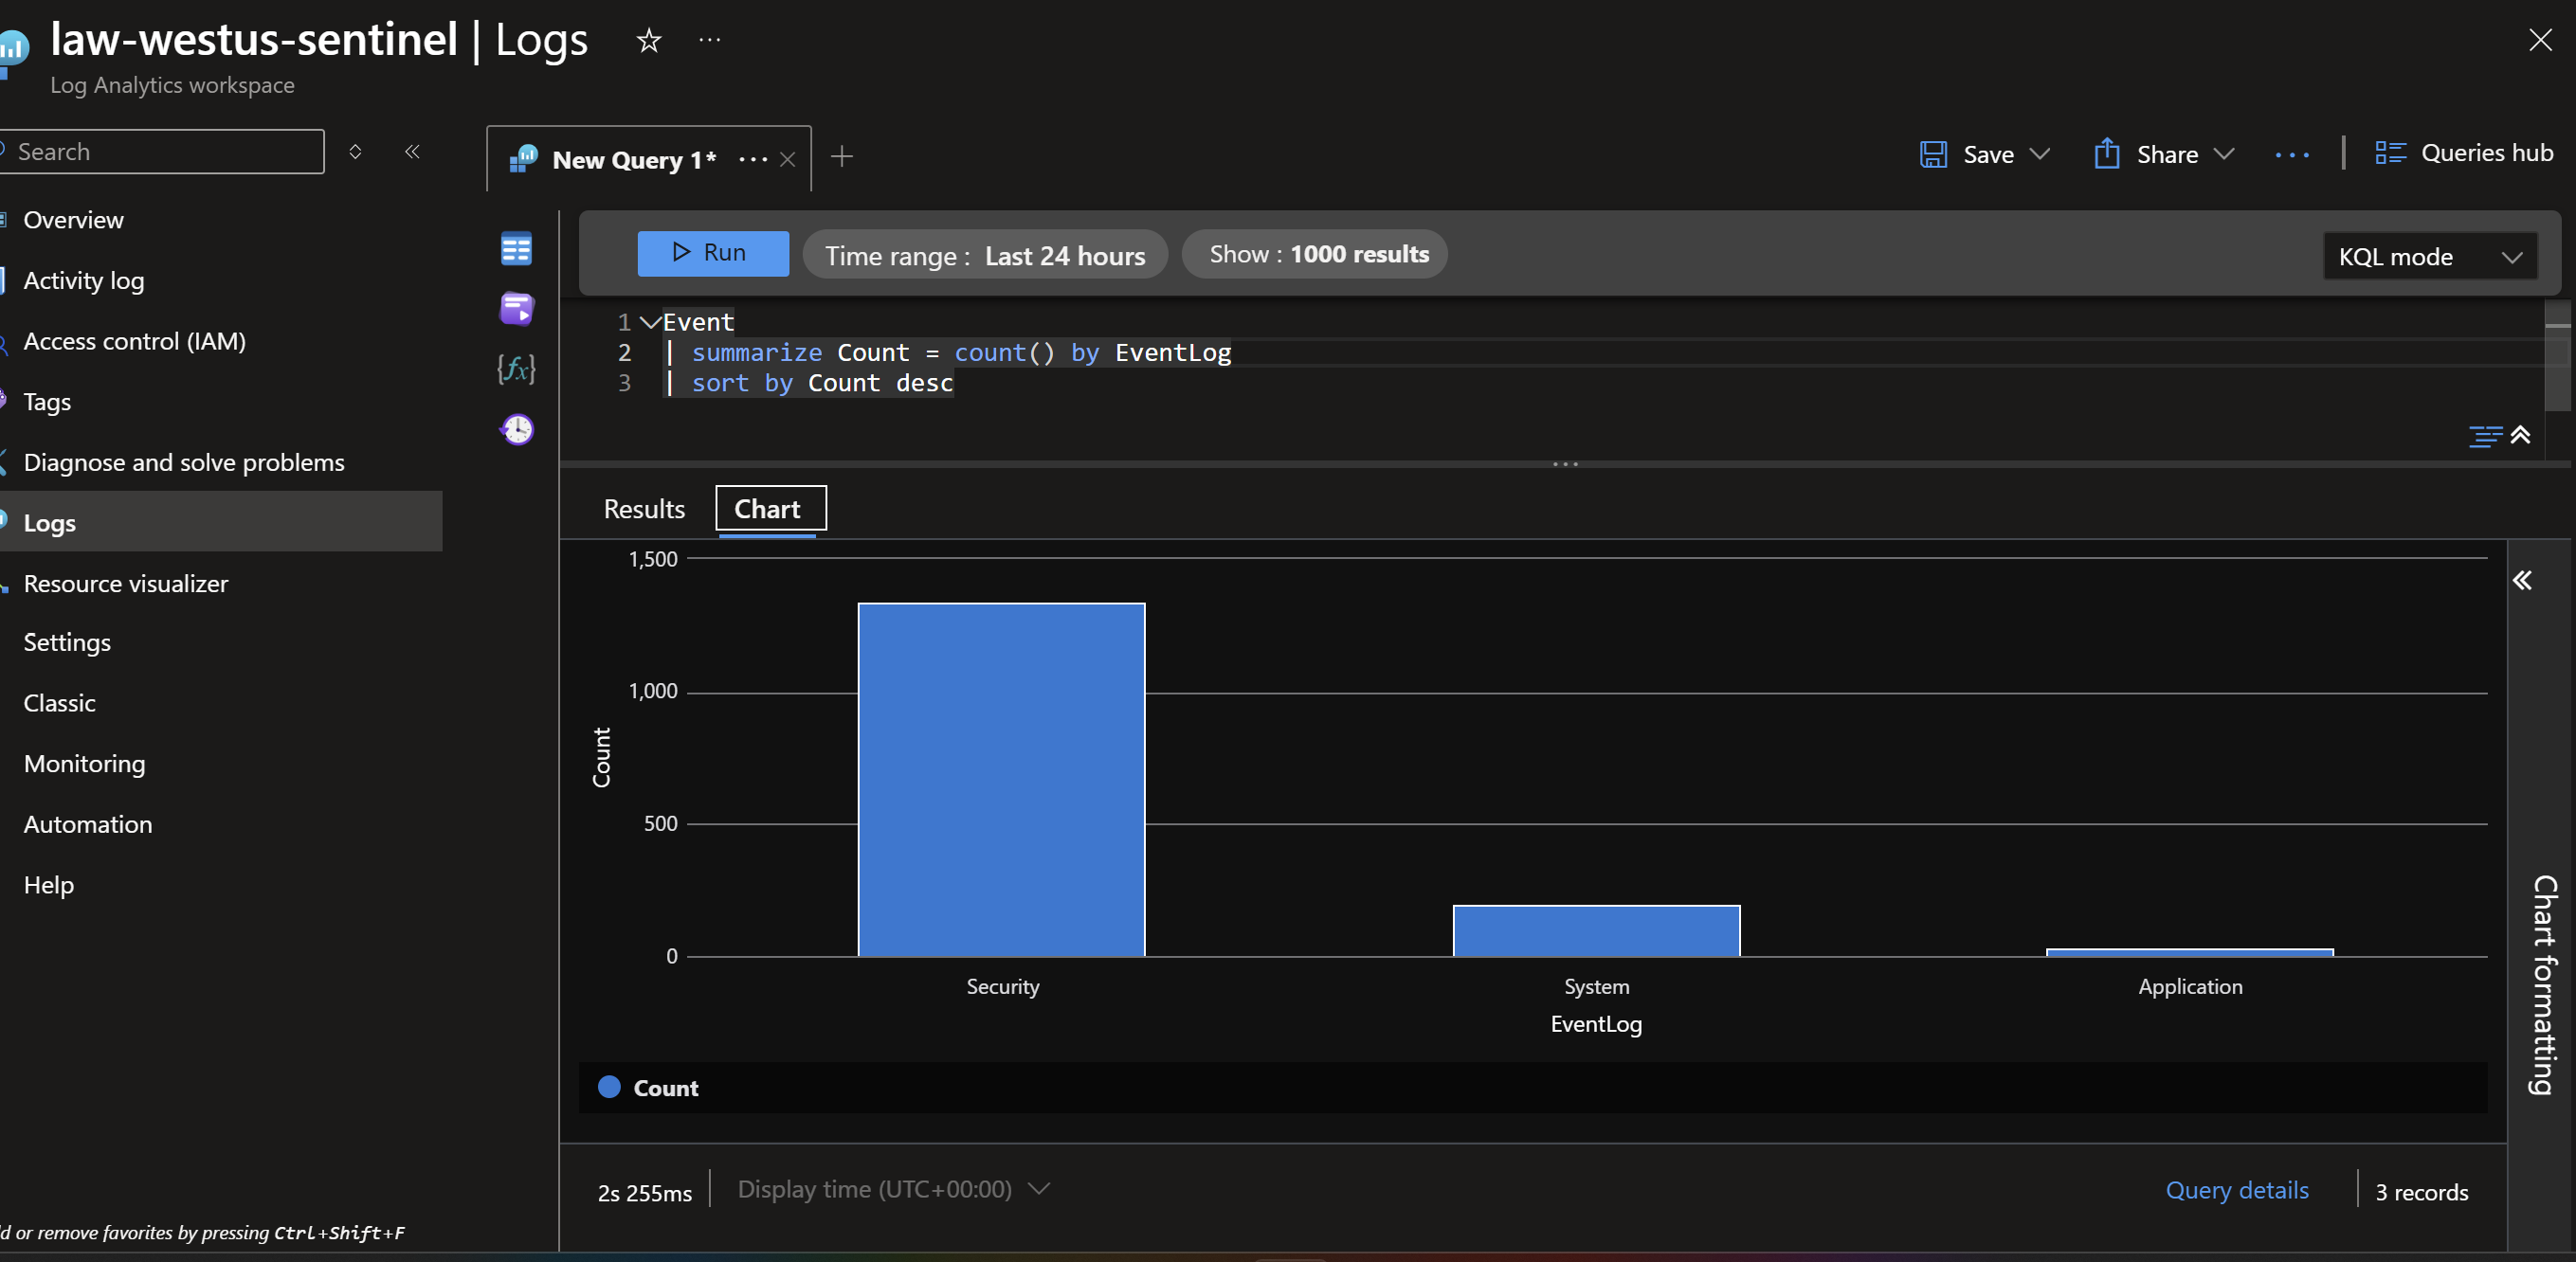 law-westus-sentinel | Logs
Log Analytics workspace
Search
New Query 1*
Save
Share
Queries hub
Overview
Activity log
Access control (IAM)
Tags
Diagnose and solve problems
Logs
Resource visualizer
Settings
Classic
Monitoring
Automation
Help
Run
Time range : Last 24 hours
Show : 1000 results
KQL mode
1 Event
2 | summarize Count = count() by EventLog
3 | sort by Count desc
Results
Chart
1,500
1,000
500
0
Count
Security
System
Application
EventLog
Count
Chart formatting
2s 255ms
Display time (UTC+00:00)
Query details
3 records
d or remove favorites by pressing Ctrl+Shift+F